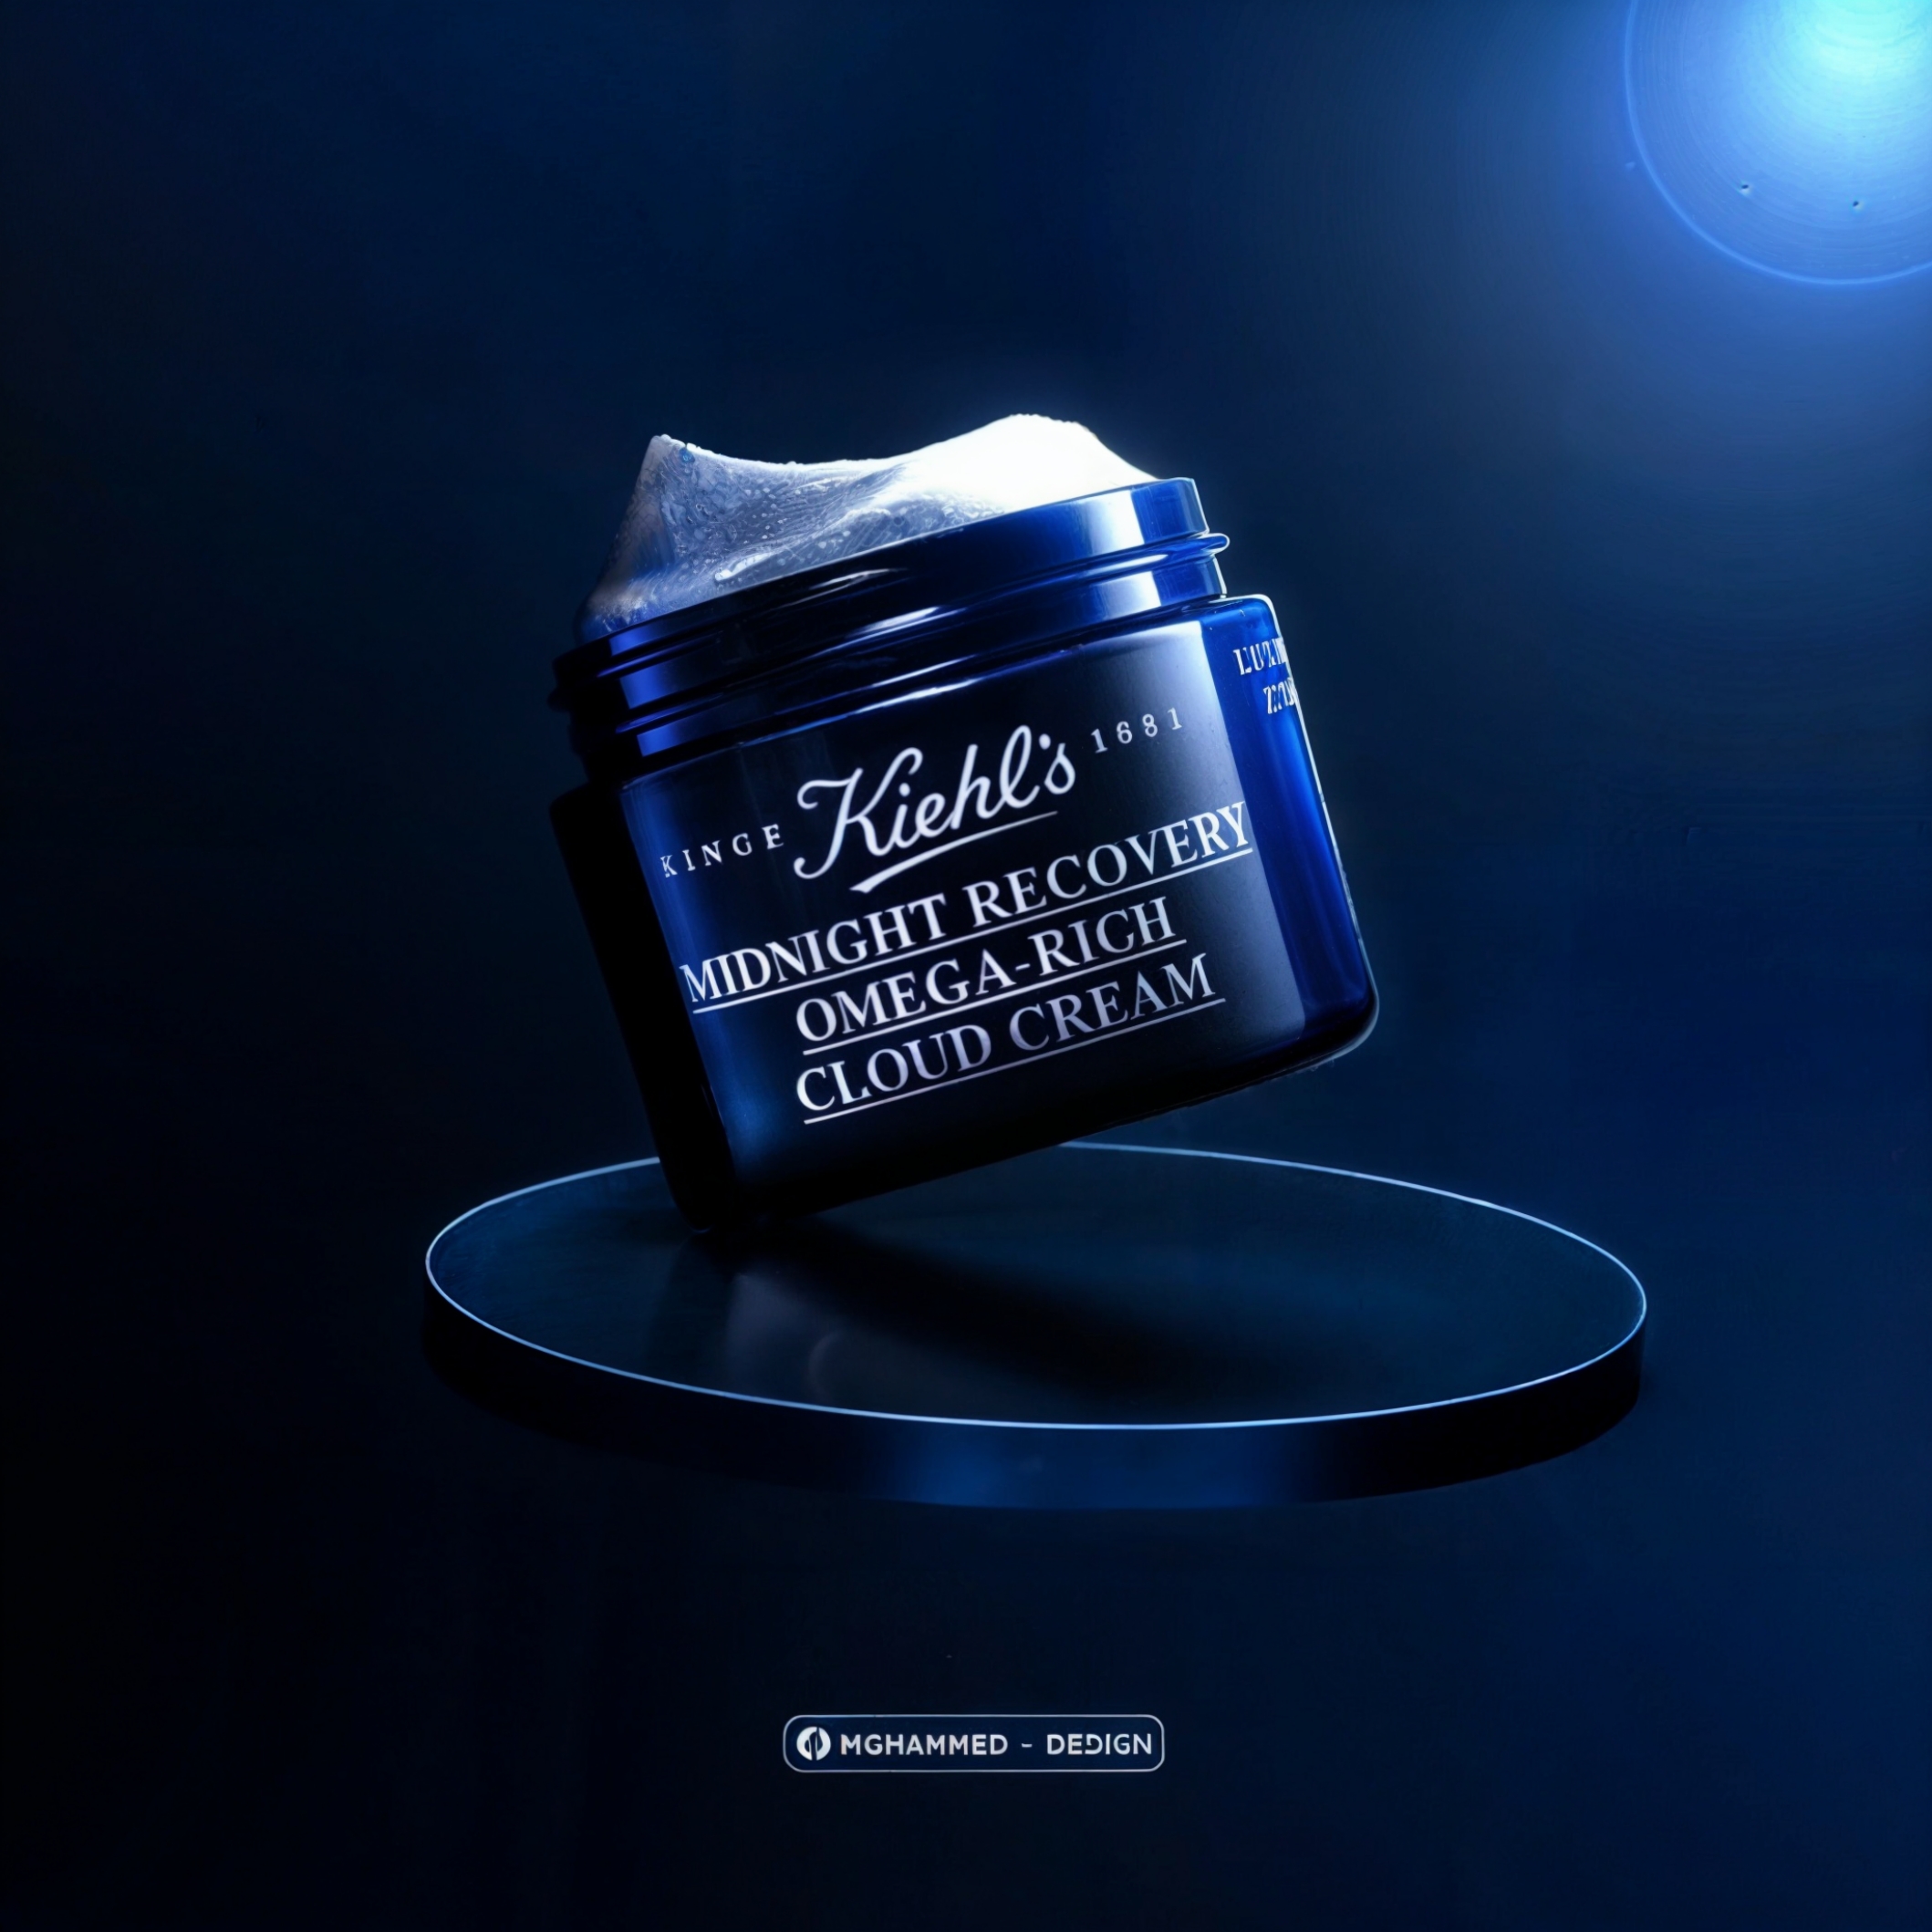 KINGE Kiehl's 1681
MIDNIGHT RECOVERY
OMEGA-RICH
CLOUD CREAM
MGHAMMED - DEDIGN